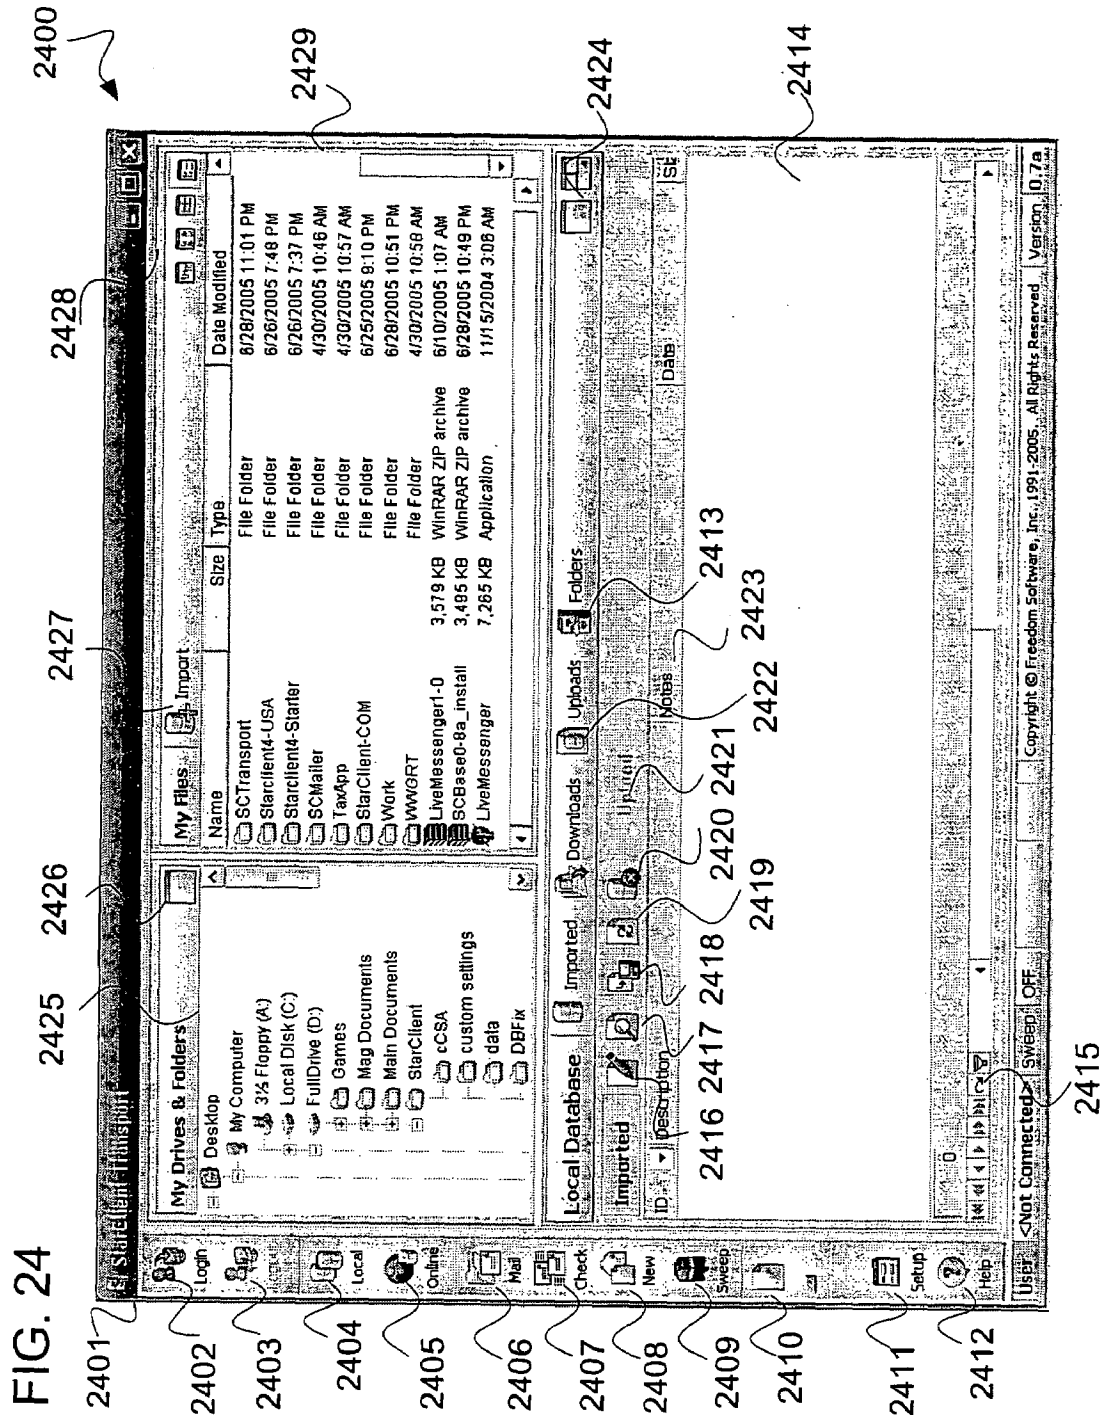 FIG. 24
2400
2401
2402
2403
2404
2405
2406
2407
2408
2409
2410
2411
2412
2425
2426
2427
2428
2429
2424
2414
2413
2423
2422
2421
2420
2419
2418
2417
2416
2415
StarClient-Transport
Login
Local
Online
Mail
Check
New
Sweep
Setup
Help
My Drives & Folders
Desktop
My Computer
3½ Floppy (A:)
Local Disk (C:)
FullDrive (D:)
Games
Mag Documents
Main Documents
StarClient
cCSA
custom settings
data
DBFix
My Files Import
Name Size Type Date Modified
SCTransport File Folder 6/28/2005 11:01 PM
Starclient4-USA File Folder 6/26/2005 7:48 PM
Starclient4-Starter File Folder 6/26/2005 7:37 PM
SCMailer File Folder 4/30/2005 10:46 AM
TaxApp File Folder 4/30/2005 10:57 AM
StarClient-COM File Folder 6/25/2005 9:10 PM
Work File Folder 6/28/2005 10:51 PM
WWGRT File Folder 4/30/2005 10:58 AM
LiveMessenger1-0 3,579 KB WinRAR ZIP archive 6/10/2005 1:07 AM
SCBase0-8a_install 3,495 KB WinRAR ZIP archive 6/28/2005 10:49 PM
LiveMessenger 7,265 KB Application 11/15/2004 3:06 AM
Local Database Imported Downloads Uploads Folders
Imported Upload
ID Description Notes Date St
0
User <Not Connected> Sweep OFF Copyright © Freedom Software, Inc., 1991-2005. All Rights Reserved Version 0.7a